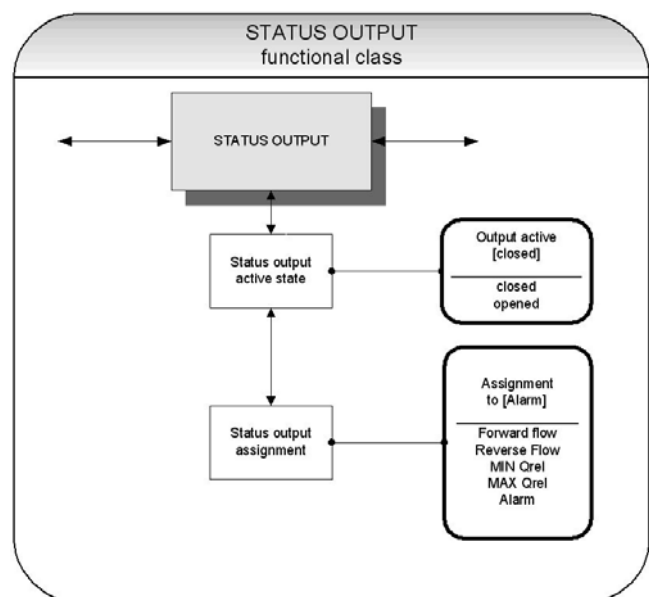 STATUS OUTPUT
functional class
STATUS OUTPUT
Status output
active state
Output active
[closed]
closed
opened
Status output
assignment
Assignment
to [Alarm]
Forward flow
Reverse Flow
MIN Qrel
MAX Qrel
Alarm